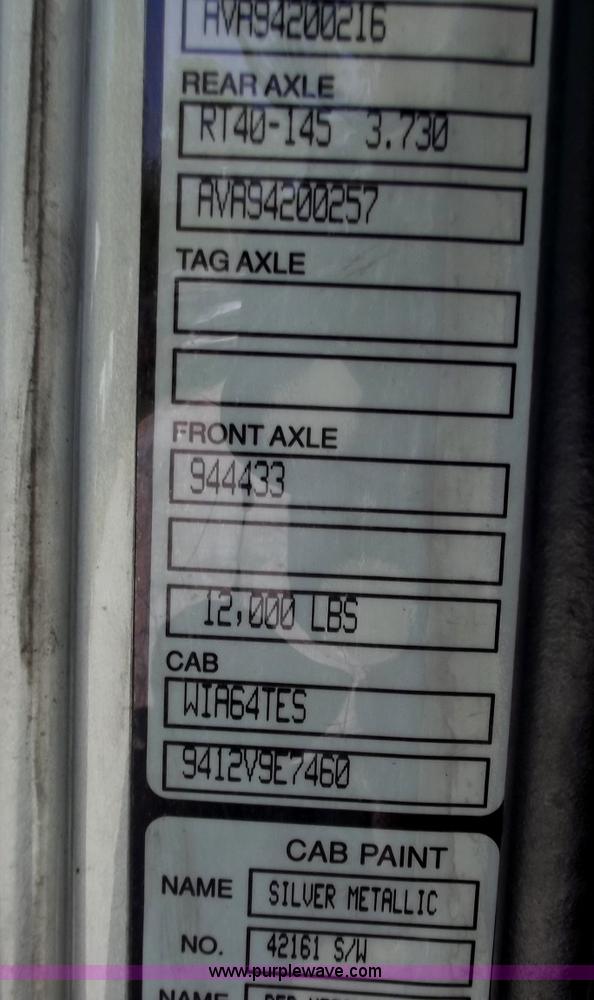 AVA94200216
REAR AXLE
RT40-145 3.730
AVA94200257
TAG AXLE
FRONT AXLE
944433
12,000 LBS
CAB
WIA64TES
9412V9E7460
CAB PAINT
NAME SILVER METALLIC
NO. 42161 S/W
www.purplewave.com
NAME